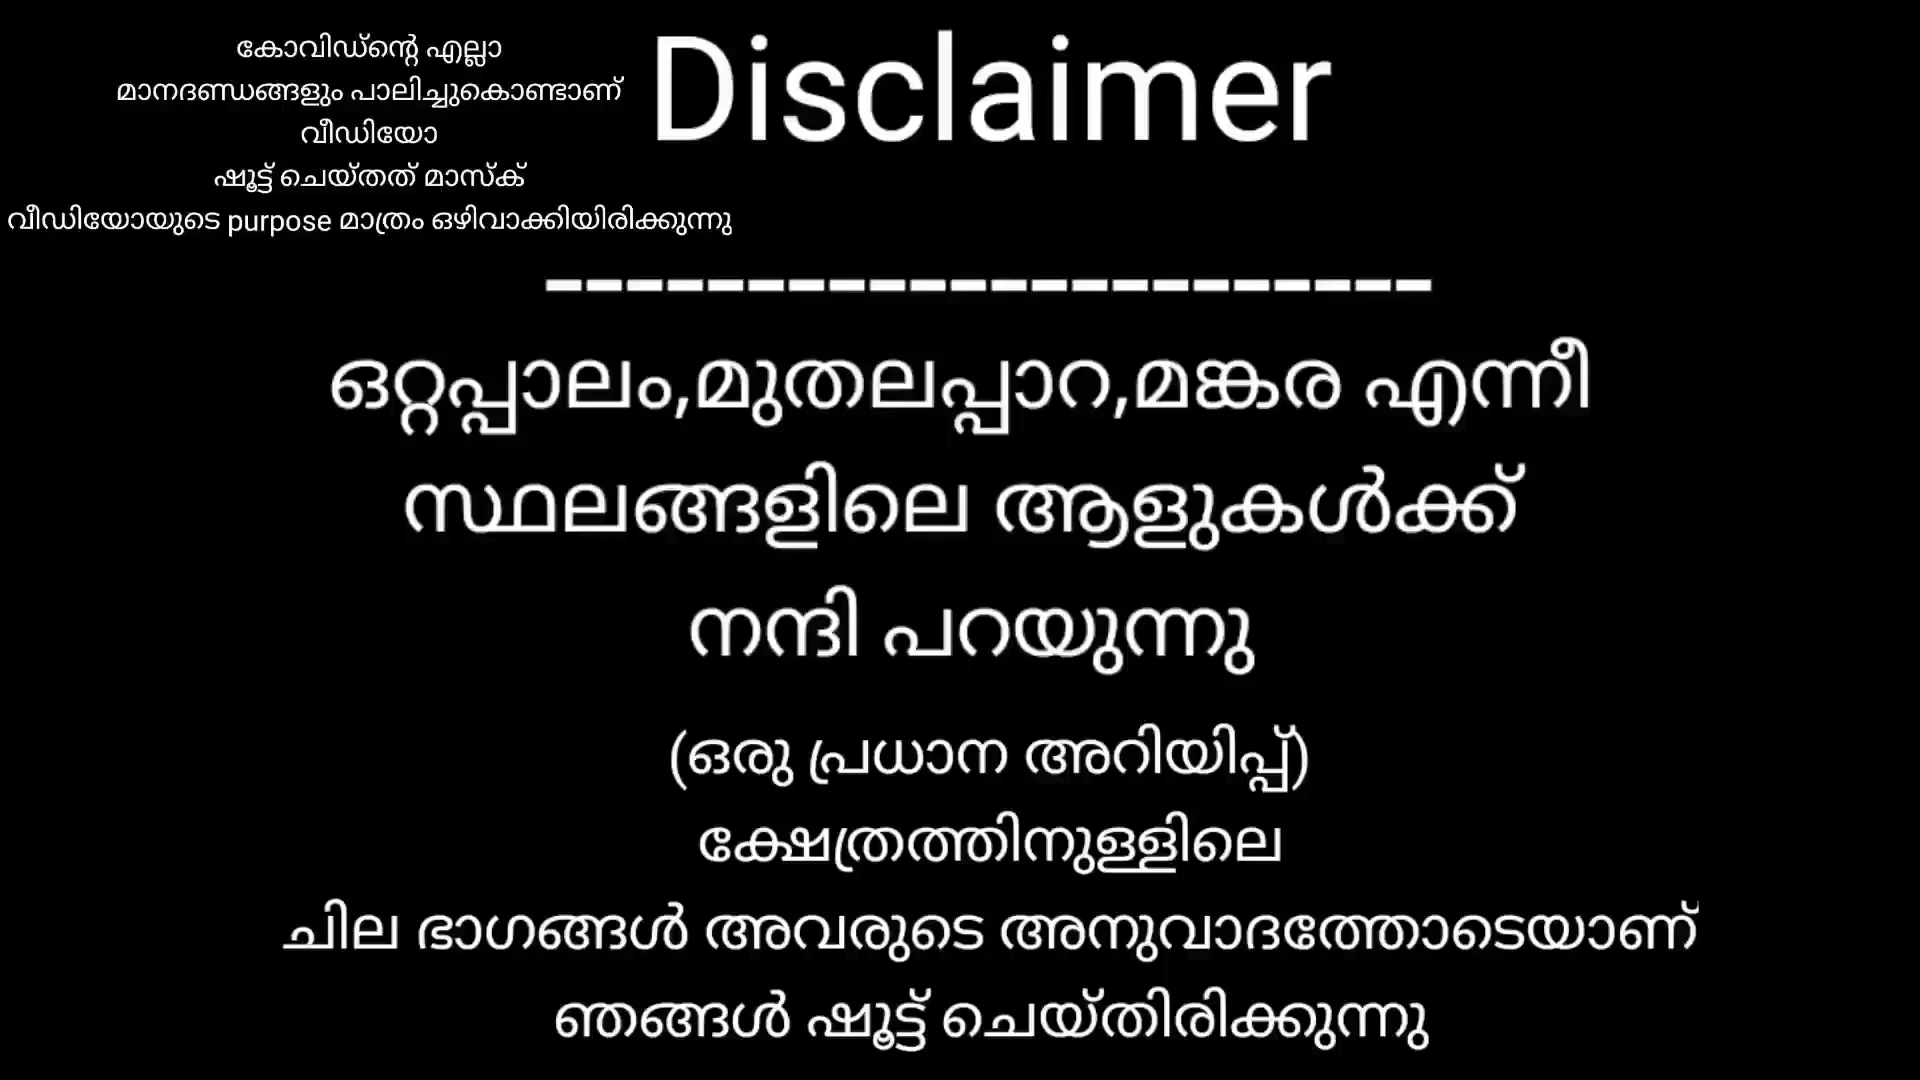 കോവിഡ്ന്റെ എല്ലാ
മാനദണ്ഡങ്ങളും പാലിച്ചുകൊണ്ടാണ്
വീഡിയോ
ഷൂട്ട് ചെയ്തത് മാസ്ക്
വീഡിയോയുടെ purpose മാത്രം ഒഴിവാക്കിയിരിക്കുന്നു
Disclaimer
----------------------
ഒറ്റപ്പാലം,മുതലപ്പാറ,മങ്കര എന്നീ
സ്ഥലങ്ങളിലെ ആളുകൾക്ക്
നന്ദി പറയുന്നു
(ഒരു പ്രധാന അറിയിപ്പ്)
ക്ഷേത്രത്തിനുള്ളിലെ
ചില ഭാഗങ്ങൾ അവരുടെ അനുവാദത്തോടെയാണ്
ഞങ്ങൾ ഷൂട്ട് ചെയ്തിരിക്കുന്നു